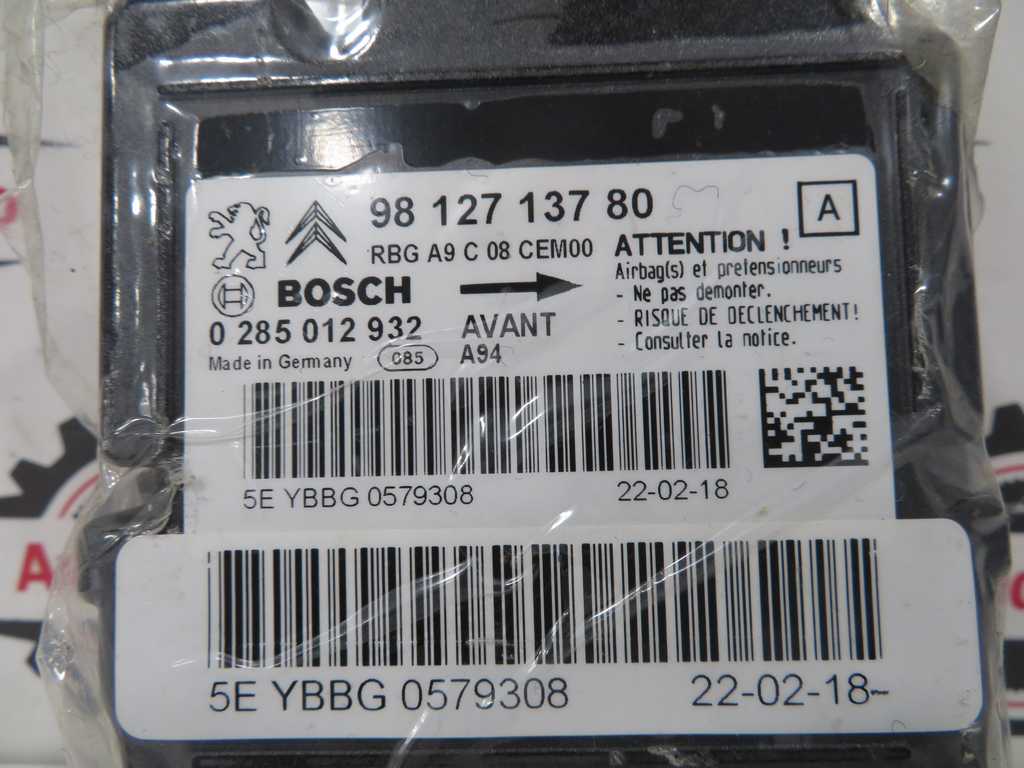 98 127 137 80
A
RBG A9 C 08 CEM00
ATTENTION !
Airbag(s) et pretensionneurs
- Ne pas demonter.
- RISQUE DE DECLENCHEMENT!
- Consulter la notice.
BOSCH
0 285 012 932
AVANT
Made in Germany
085
A94
5E YBBG 0579308 22-02-18
5E YBBG 0579308 22-02-18~